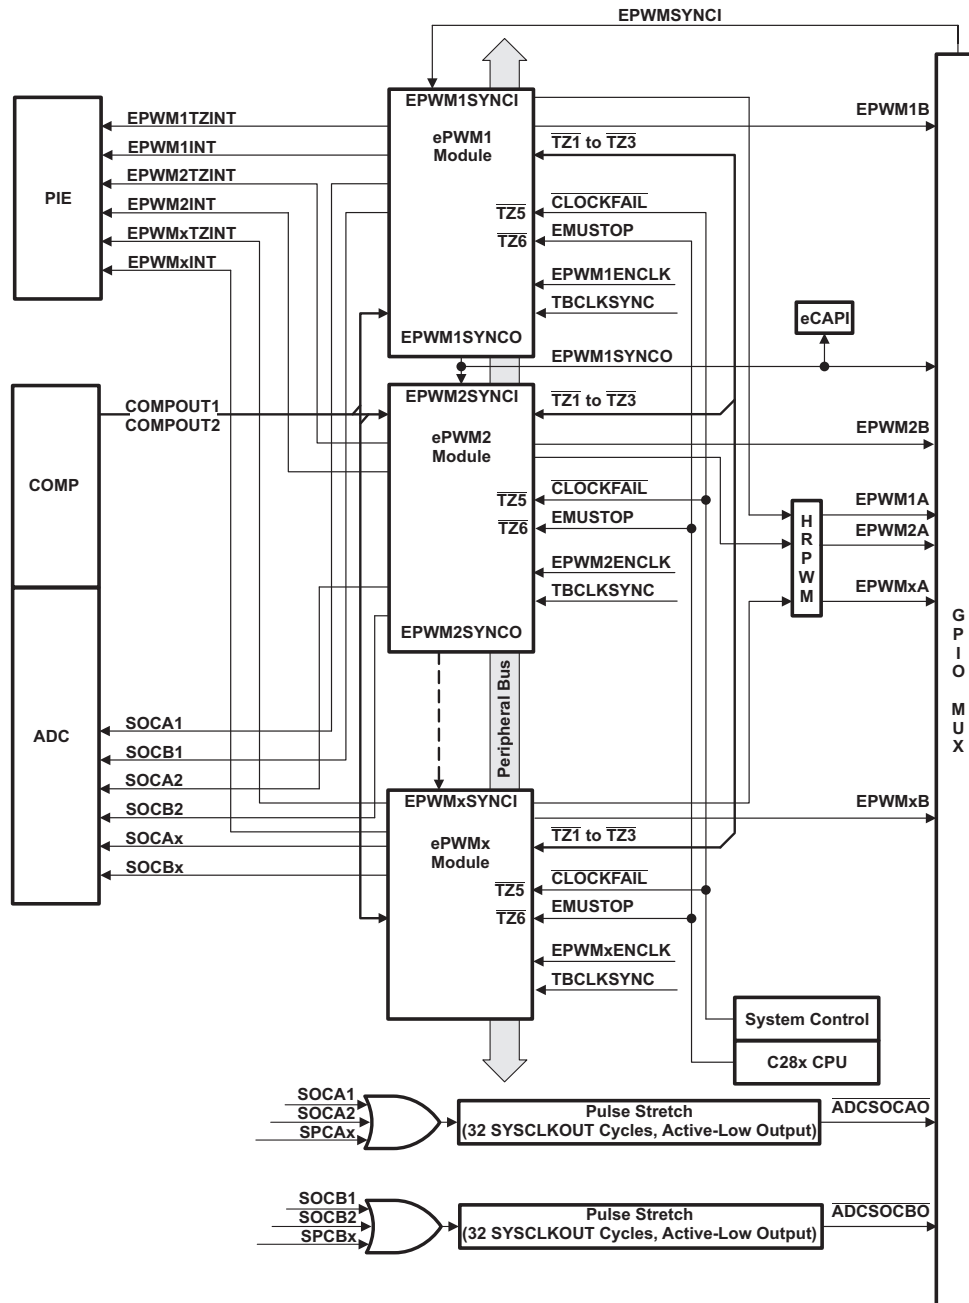 EPWMSYNCI
EPWM1SYNCI
EPWM1B
EPWM1TZINT
ePWM1
Module
TZ1 to TZ3
EPWM1INT
EPWM2TZINT
PIE
CLOCKFAIL
TZ5
EPWM2INT
EMUSTOP
TZ6
EPWMxTZINT
EPWMxINT
EPWM1ENCLK
TBCLKSYNC
eCAPI
EPWM1SYNCO
EPWM1SYNCO
COMPOUT1
COMPOUT2
EPWM2SYNCI
TZ1 to TZ3
ePWM2
Module
EPWM2B
COMP
CLOCKFAIL
TZ5
EMUSTOP
TZ6
HRPWM
EPWM1A
EPWM2A
EPWM2ENCLK
TBCLKSYNC
EPWMxA
EPWM2SYNCO
GPIO
MUX
Peripheral Bus
ADC
SOCA1
SOCB1
SOCA2
SOCB2
SOCAx
SOCBx
EPWMxSYNCI
EPWMxB
ePWMx
Module
TZ1 to TZ3
CLOCKFAIL
TZ5
EMUSTOP
TZ6
EPWMxENCLK
TBCLKSYNC
System Control
C28x CPU
SOCA1
SOCA2
SPCAx
Pulse Stretch
(32 SYSCLKOUT Cycles, Active-Low Output)
ADCSOCAO
SOCB1
SOCB2
SPCBx
Pulse Stretch
(32 SYSCLKOUT Cycles, Active-Low Output)
ADCSOCBO